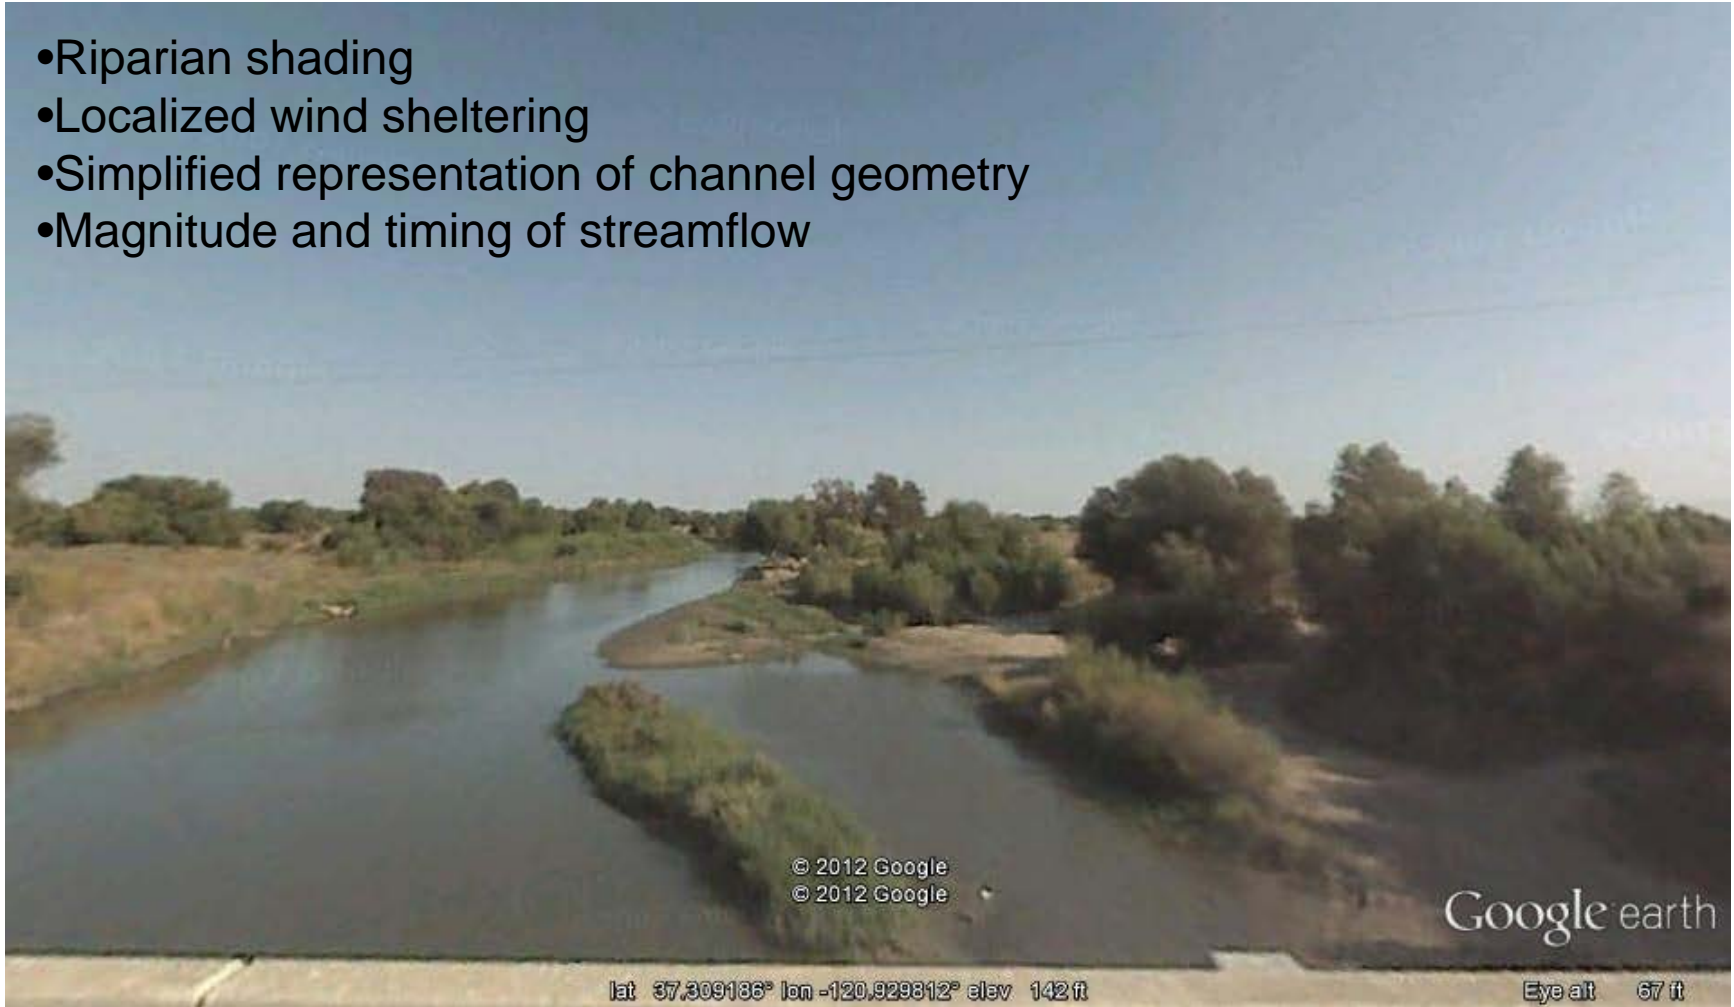 •Riparian shading
•Localized wind sheltering
•Simplified representation of channel geometry
•Magnitude and timing of streamflow
© 2012 Google
© 2012 Google
Google earth
lat 37.309186° lon -120.929812° elev 142 ft
Eye alt 67 ft